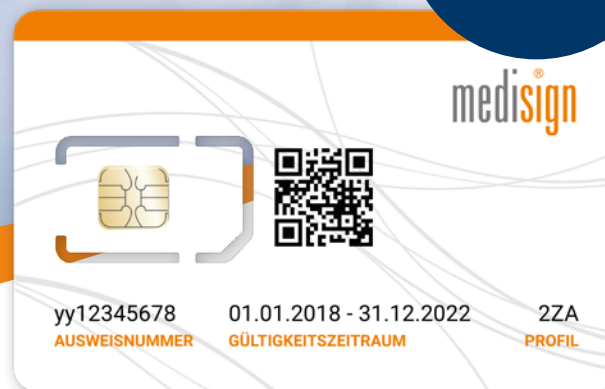 medisign®
yy12345678 01.01.2018 - 31.12.2022 2ZA
AUSWEISNUMMER GÜLTIGKEITSZEITRAUM PROFIL